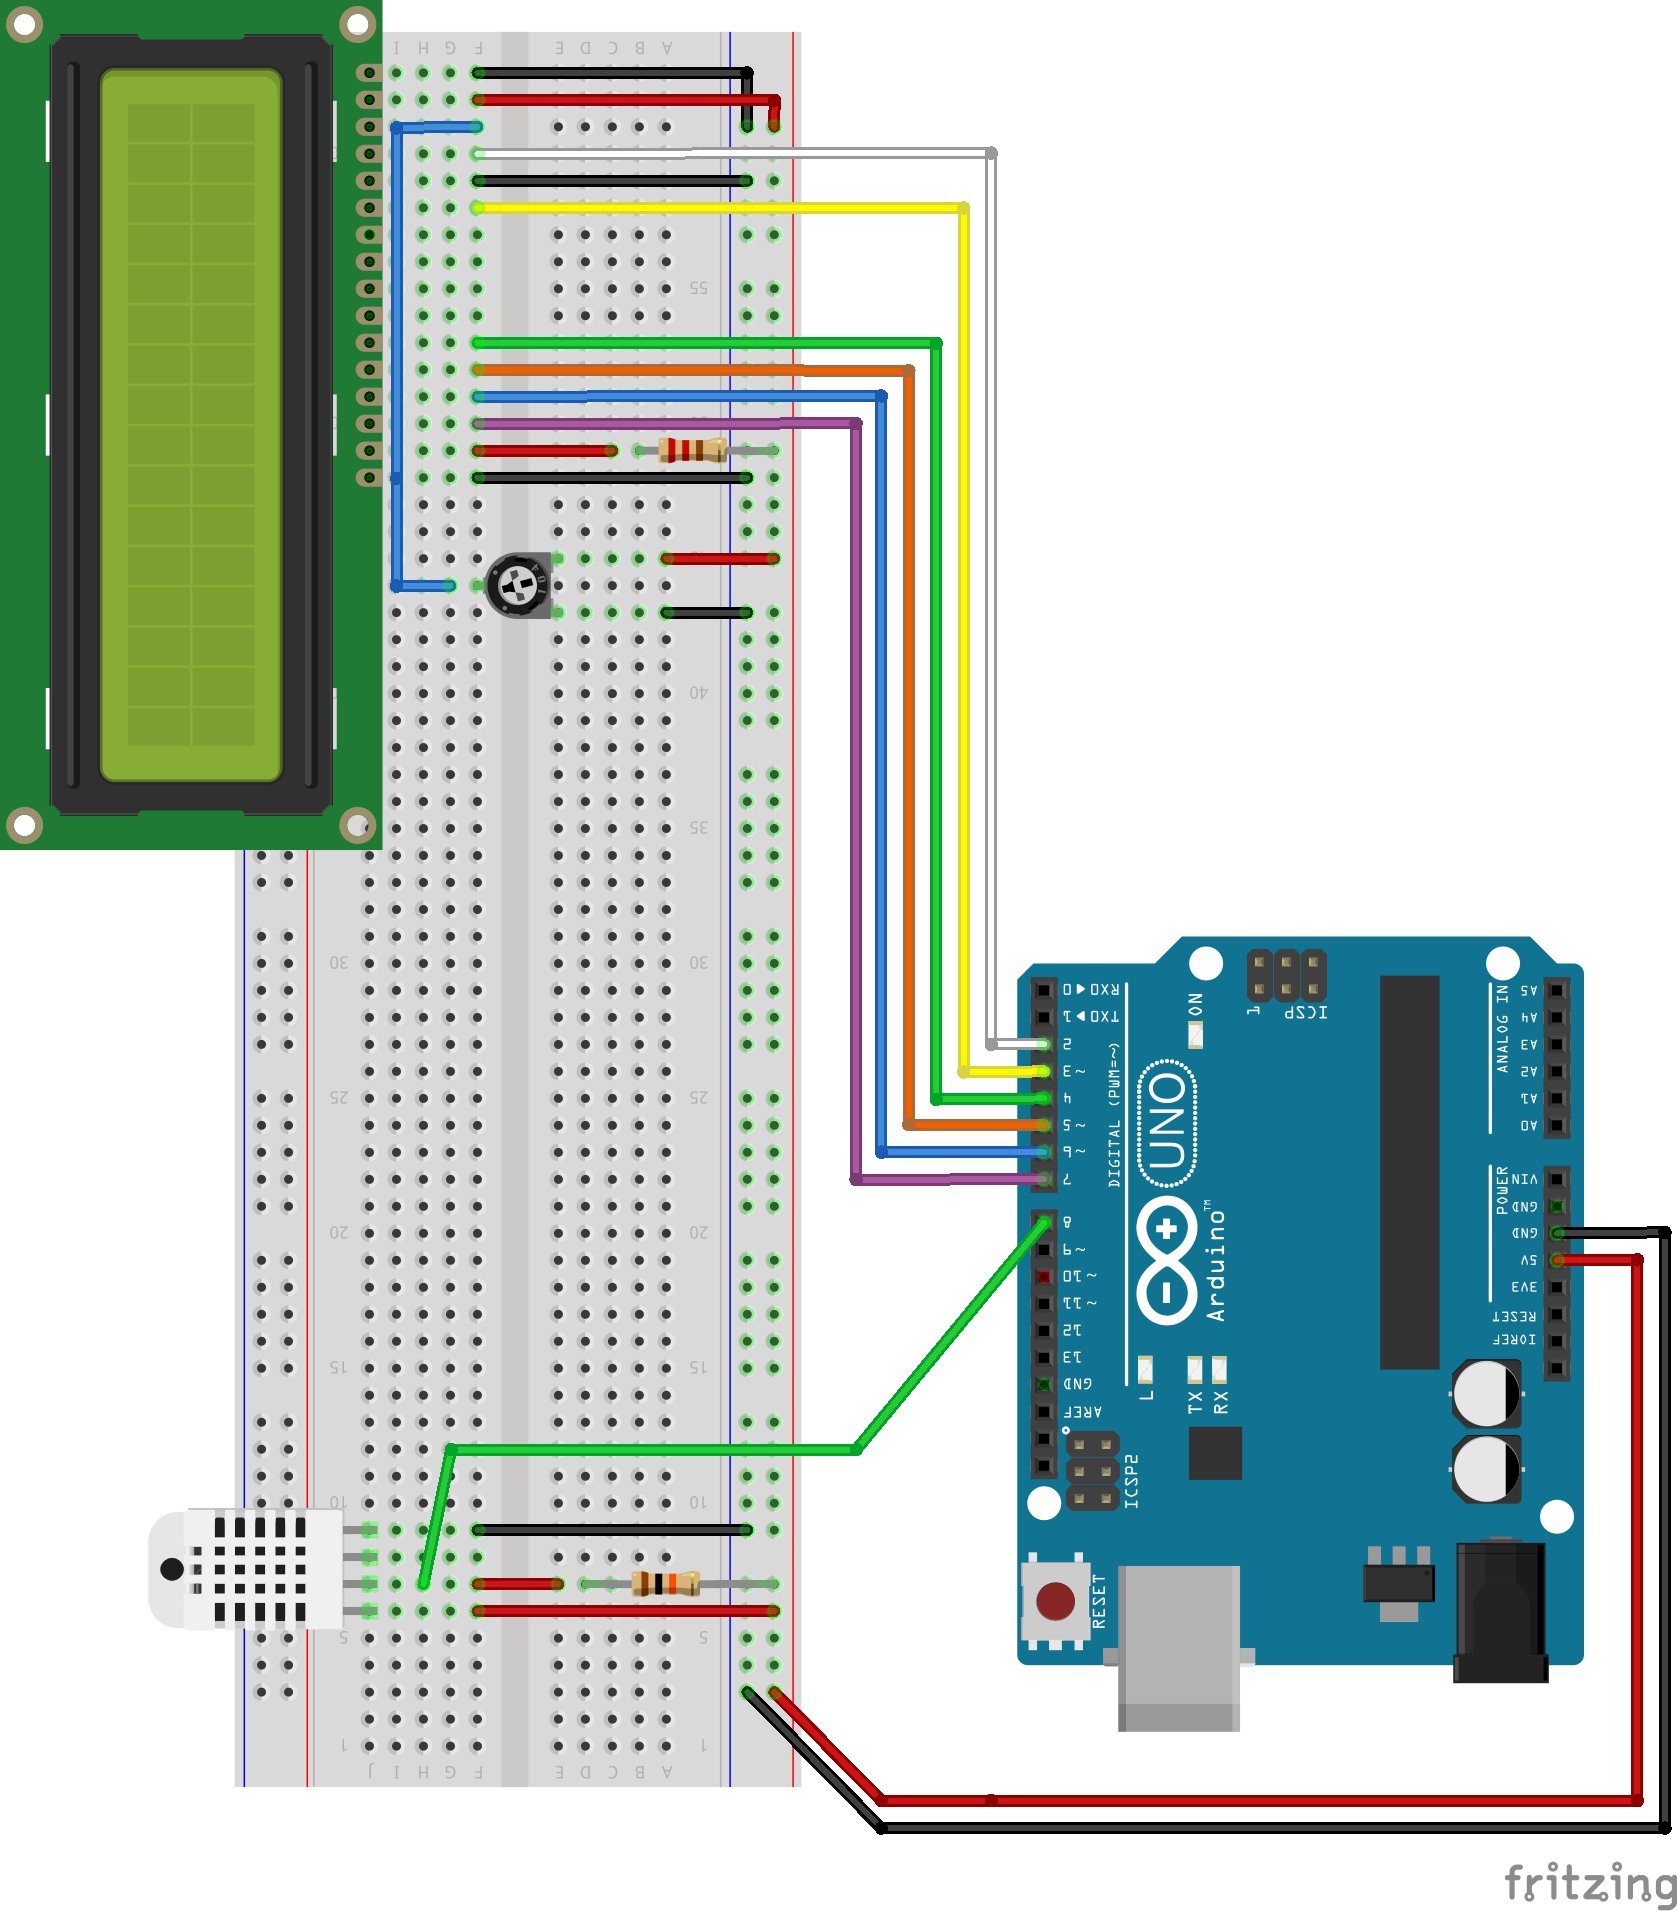 I H G F E D C B A
55
40
35
30 30
25 25
20 20
15 15
10 10
5 5
1 1
J I H G F E D C B A
104
RX0 ◀ 0
TX0 ▶ 1
2
~ 3
4
~ 5
~ 6
7
8
~ 9
~ 10
~ 11
12
13
GND
AREF
DIGITAL (PWM=~)
ON
1
ICSP
UNO
Arduino™
L
TX
RX
ICSP2
RESET
ANALOG IN
A5
A4
A3
A2
A1
A0
POWER
VIN
GND
GND
5V
3V3
RESET
IOREF
fritzing